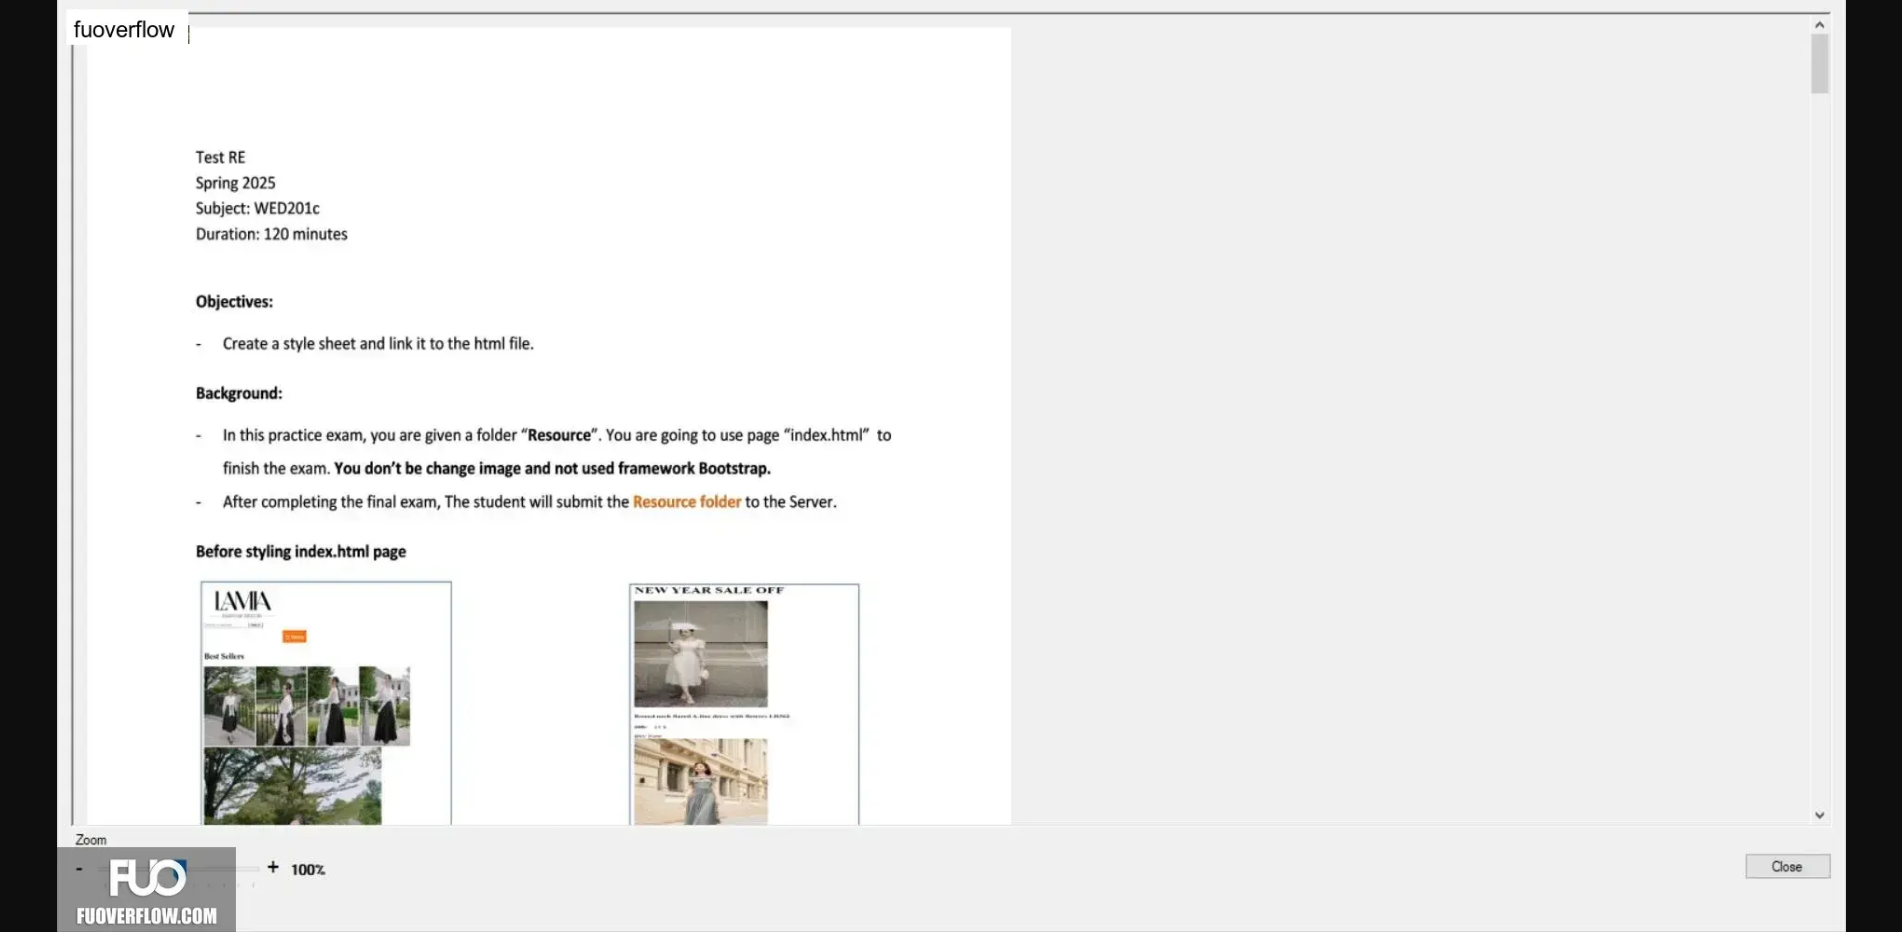 fuoverflow
Test RE
Spring 2025
Subject: WED201c
Duration: 120 minutes
Objectives:
- Create a style sheet and link it to the html file.
Background:
- In this practice exam, you are given a folder “Resource”. You are going to use page “index.html” to
finish the exam. You don’t be change image and not used framework Bootstrap.
- After completing the final exam, The student will submit the Resource folder to the Server.
Before styling index.html page
LAMIA
Best Sellers
NEW YEAR SALE OFF
Zoom
- + 100%
Close
FUO
FUOVERFLOW.COM